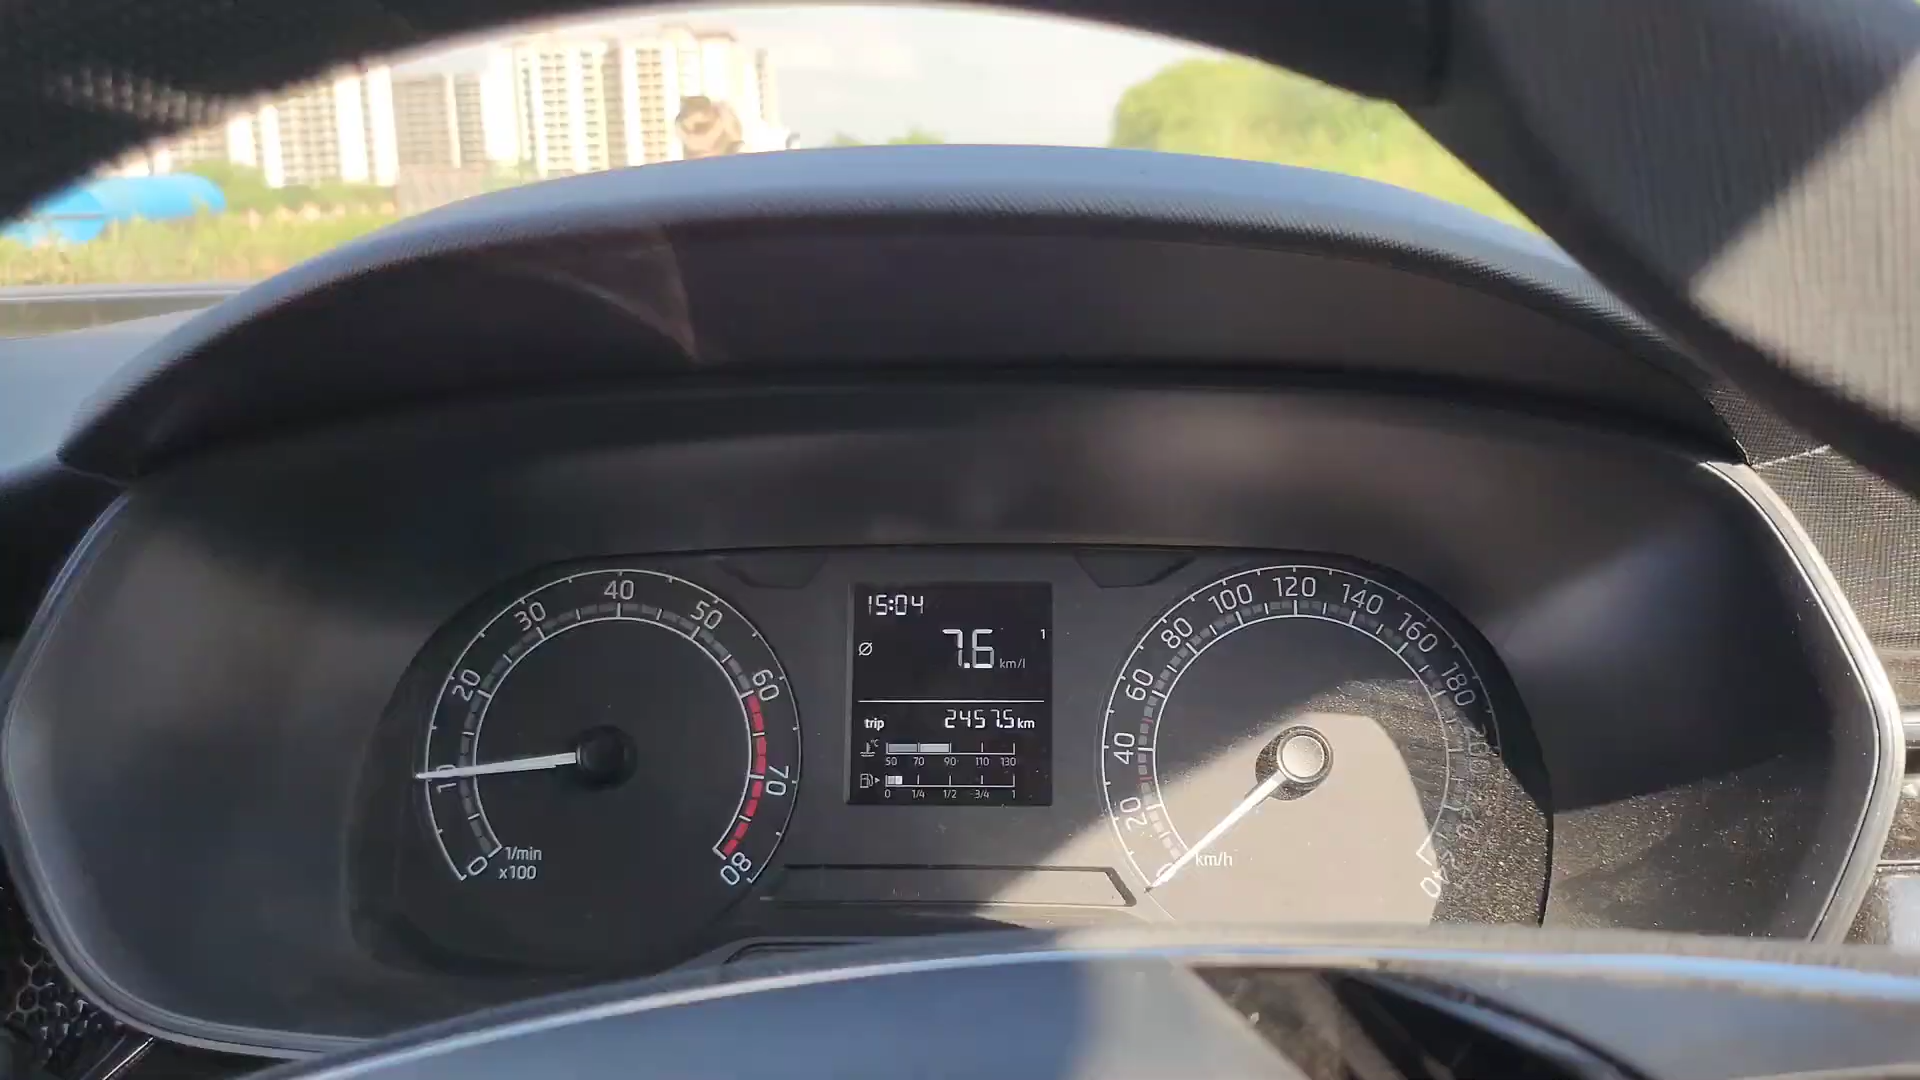 15:04
Ø 7.6 km/l 1
trip 2457.5 km
°C
50 70 90 110 130
0 1/4 1/2 3/4 1
0 10 20 30 40 50 60 70 80
1/min
x100
0 20 40 60 80 100 120 140 160 180 200
km/h